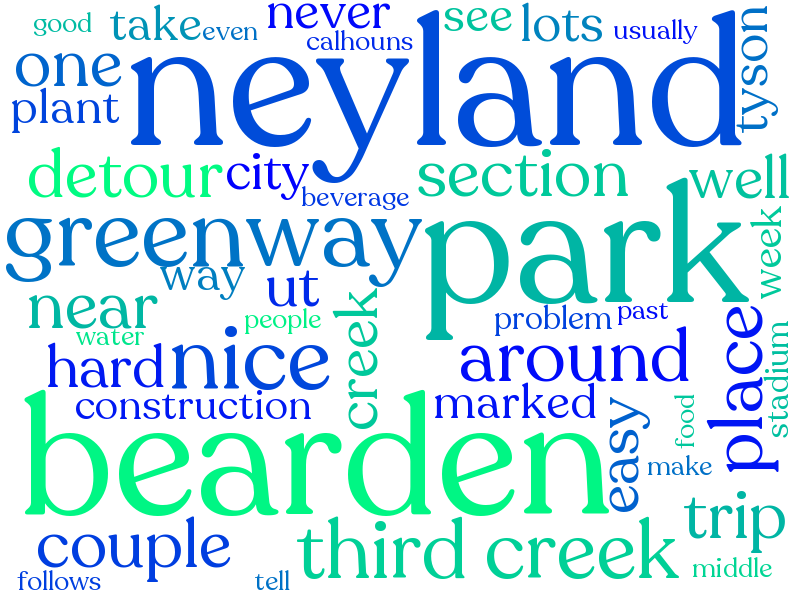 good
take
even
never
calhouns
see
lots
usually
tyson
one
plant
neyland
detour
city
beverage
section
well
greenway
way
ut
park
week
near
water
people
creek
problem
past
hard
nice
around
place
stadium
construction
marked
bearden
easy
food
make
couple
third creek
trip
middle
follows
tell